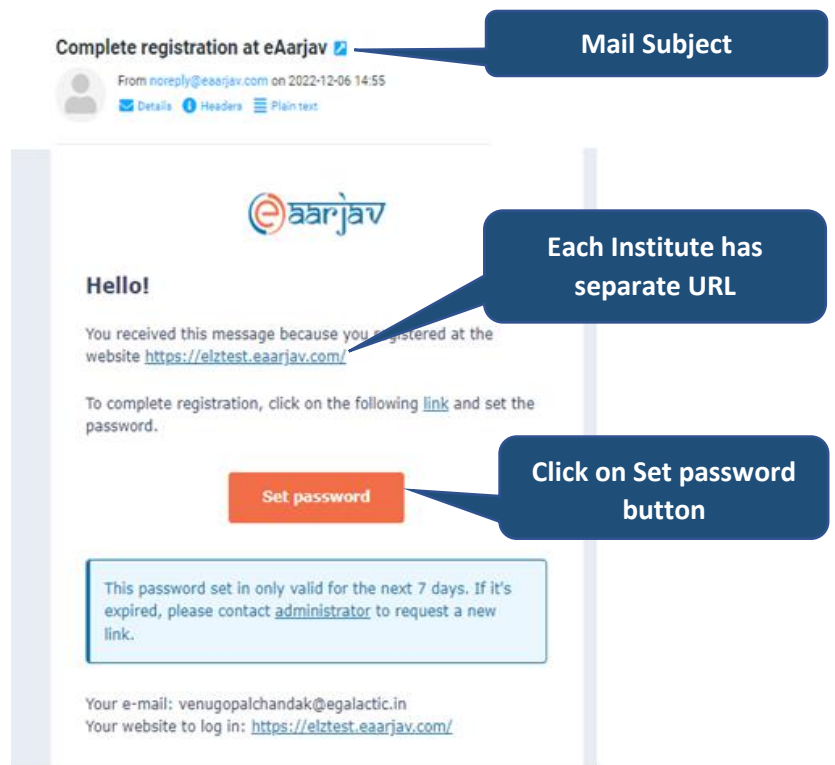 Complete registration at eAarjav
Mail Subject
From noreply@eaarjav.com on 2022-12-06 14:55
Details Headers Plain text
eaarjav
Each Institute has
separate URL
Hello!
You received this message because you registered at the
website https://elztest.eaarjav.com/
To complete registration, click on the following link and set the
password.
Click on Set password
button
Set password
This password set in only valid for the next 7 days. If it's
expired, please contact administrator to request a new
link.
Your e-mail: venugopalchandak@egalactic.in
Your website to log in: https://elztest.eaarjav.com/